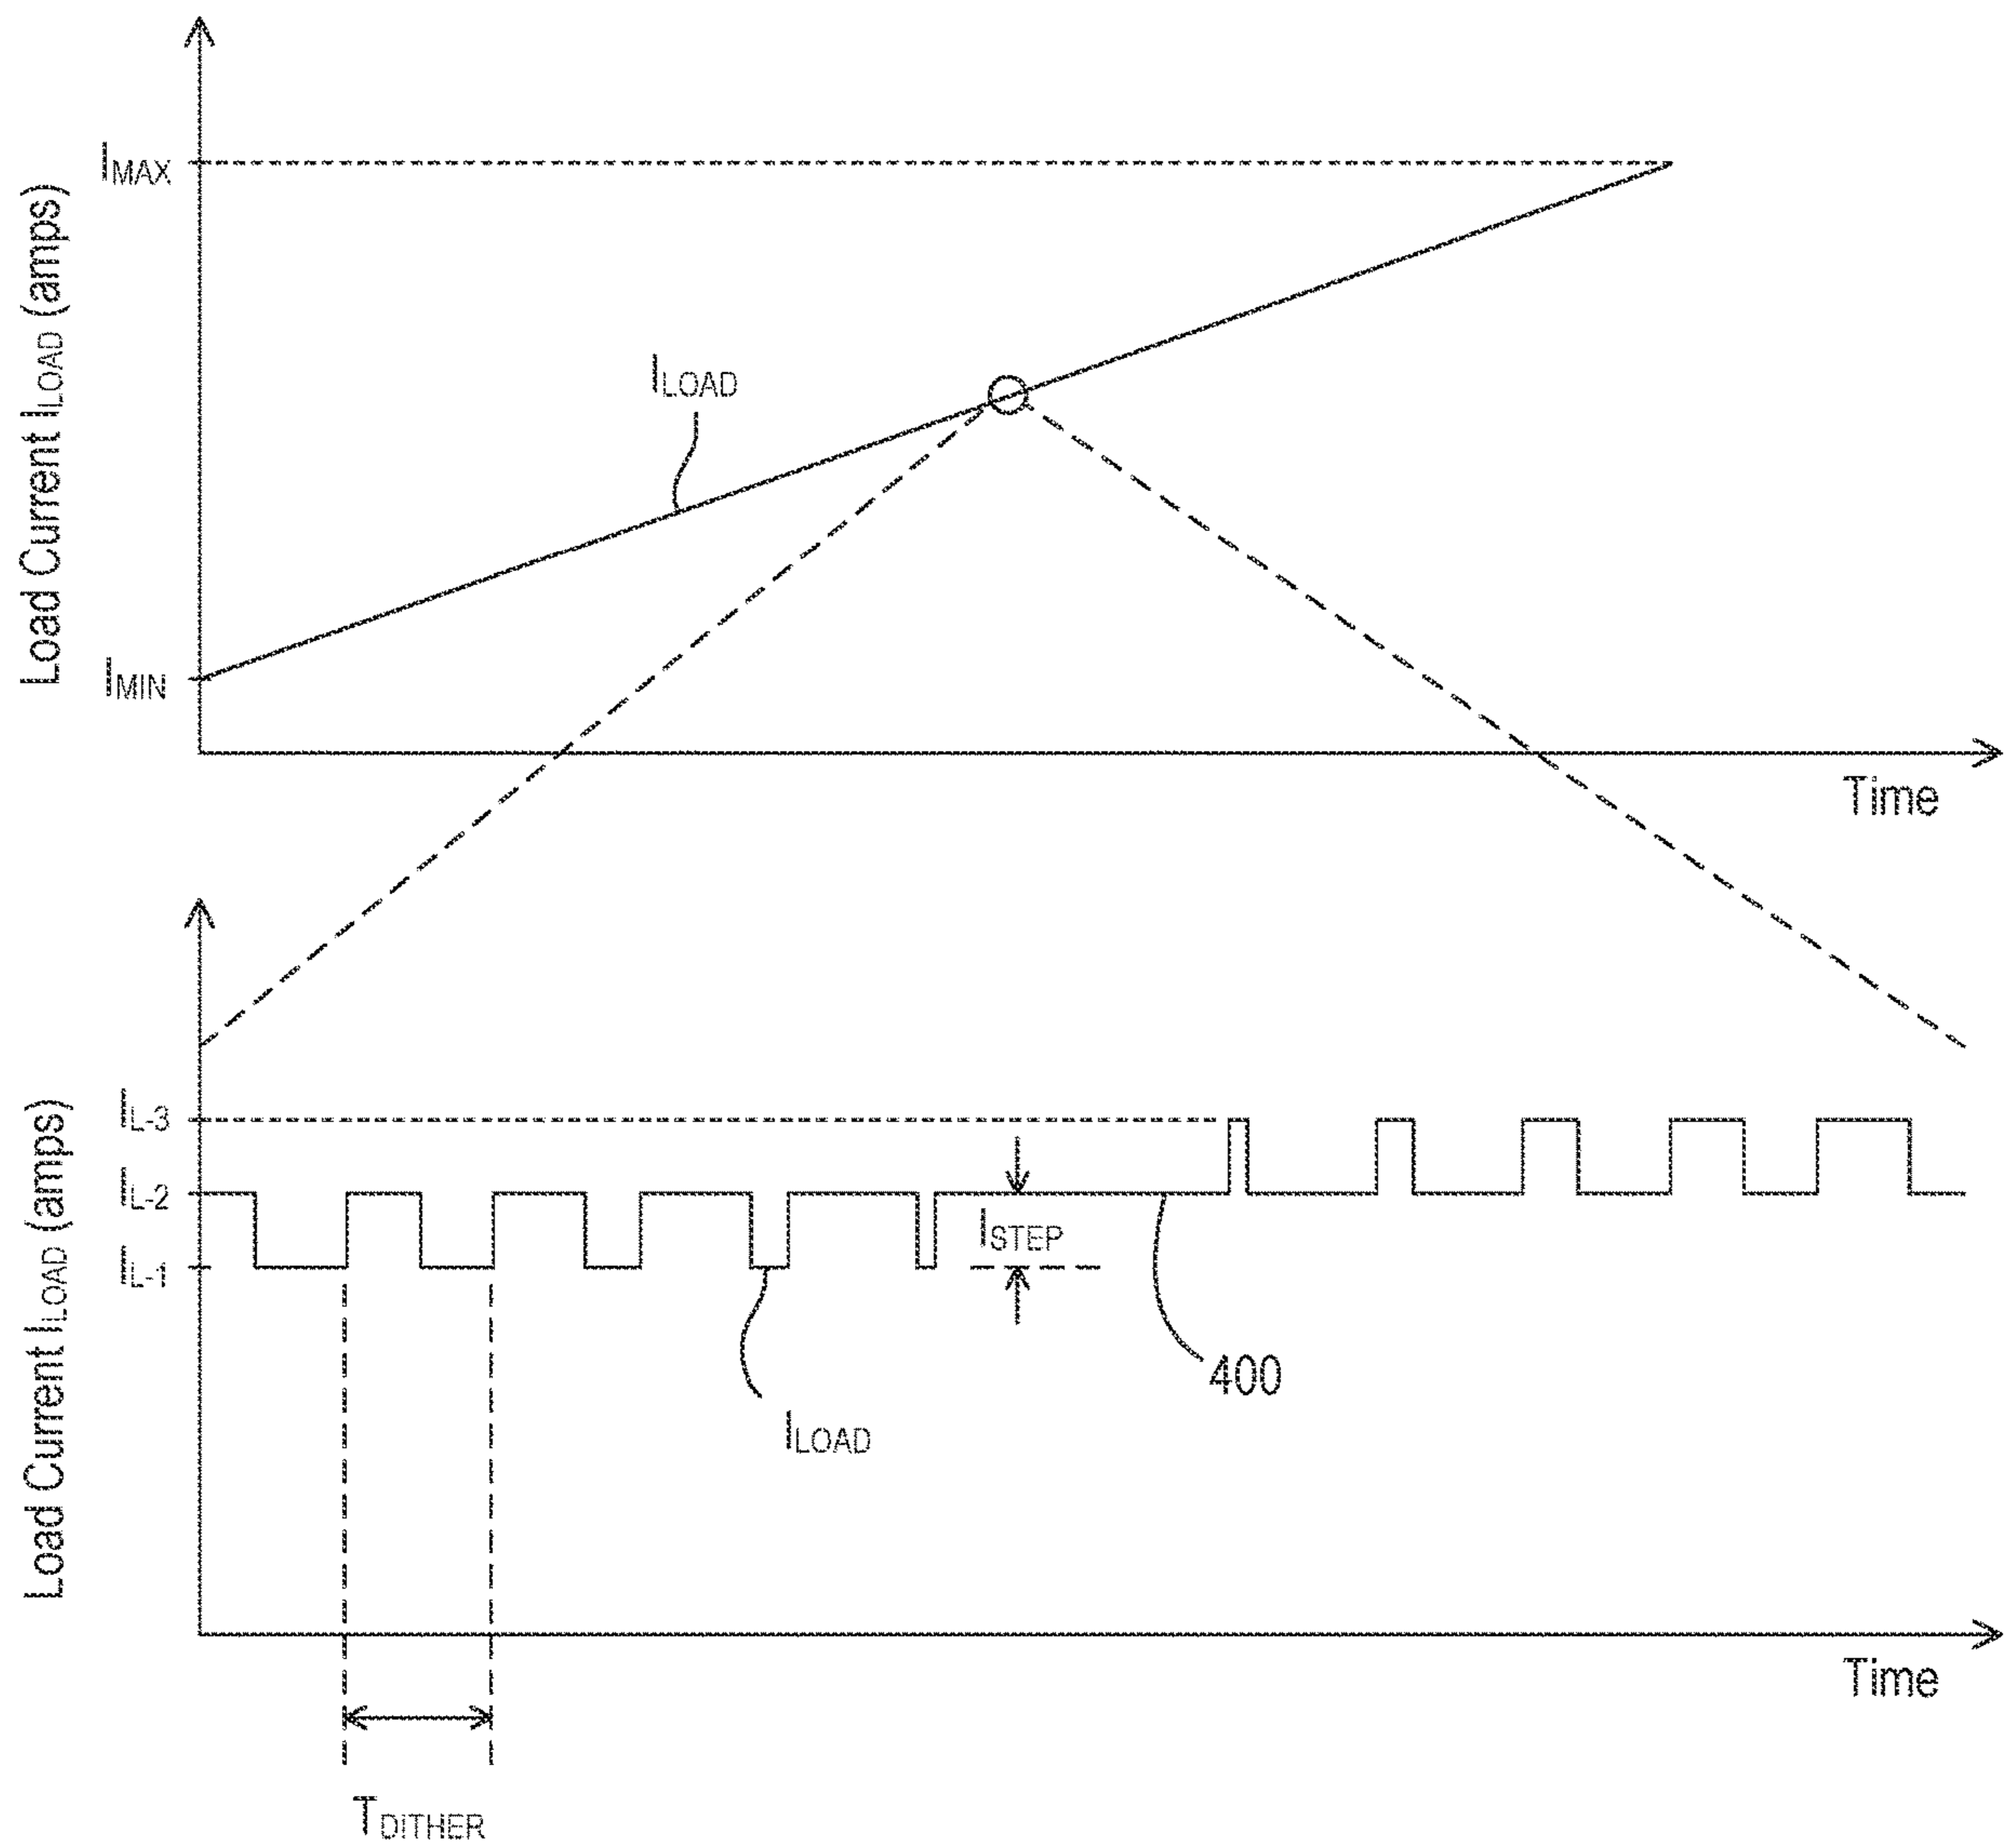 Load Current ILOAD (amps)
IMAX
ILOAD
IMIN
Time
Load Current ILOAD (amps)
IL-3
IL-2
IL-1
ISTEP
400
ILOAD
Time
TDITHER